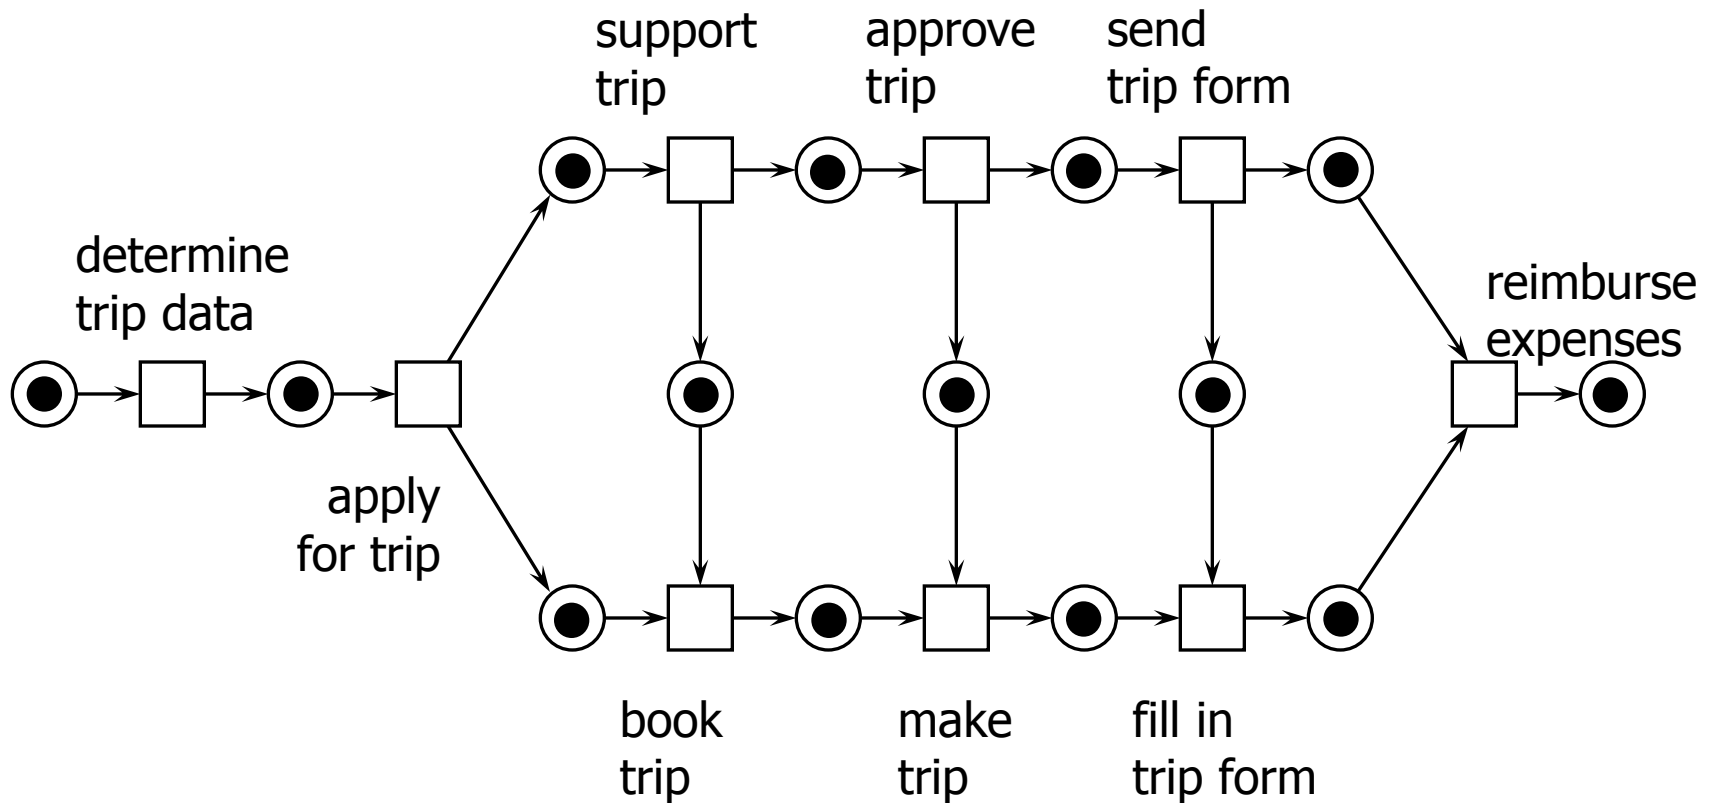 support
trip
approve
trip
send
trip form
determine
trip data
reimburse
expenses
apply
for trip
book
trip
make
trip
fill in
trip form